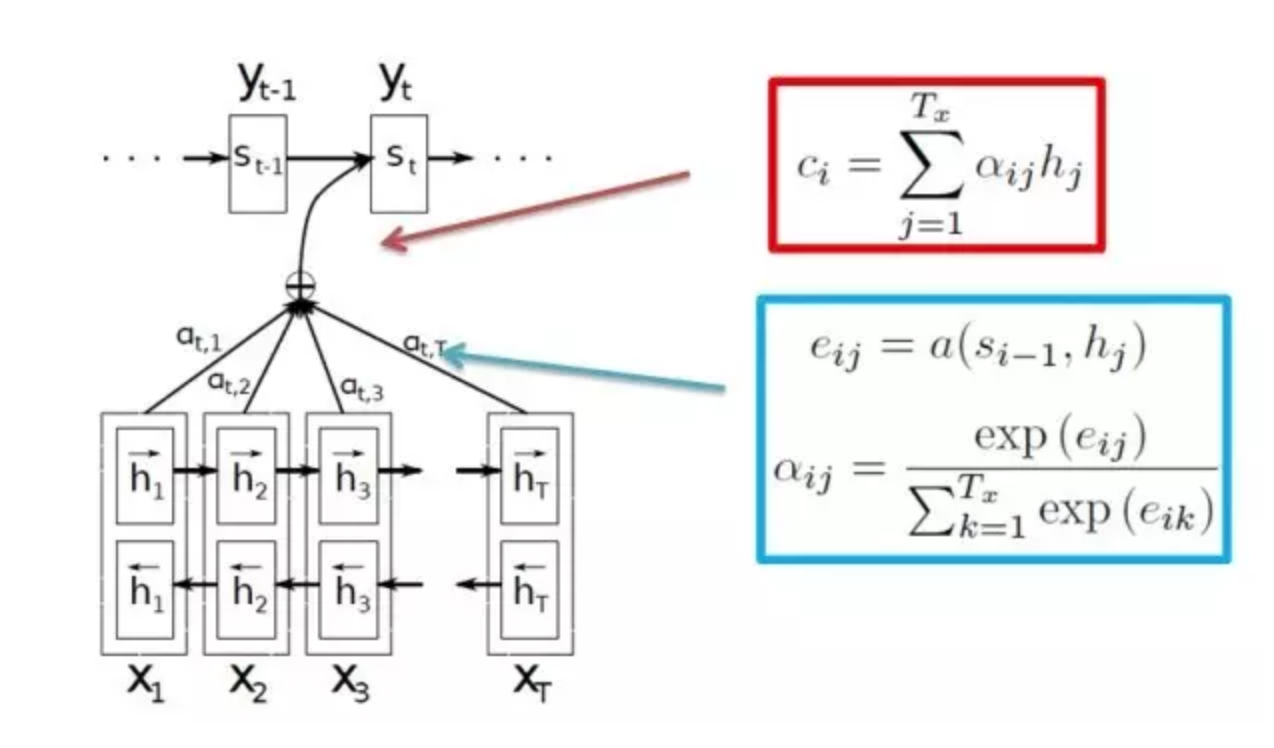 y_{t-1} y_t
· · · s_{t-1} s_t · · ·
c_i = \sum_{j=1}^{T_x} α_{ij} h_j
a_{t,1} a_{t,2} a_{t,3} a_{t,T}
e_{ij} = a(s_{i-1}, h_j)
α_{ij} = \frac{exp (e_{ij})}{\sum_{k=1}^{T_x} exp (e_{ik})}
\overrightarrow{h}_1 \overrightarrow{h}_2 \overrightarrow{h}_3 \overrightarrow{h}_T
\overleftarrow{h}_1 \overleftarrow{h}_2 \overleftarrow{h}_3 \overleftarrow{h}_T
x_1 x_2 x_3 x_T